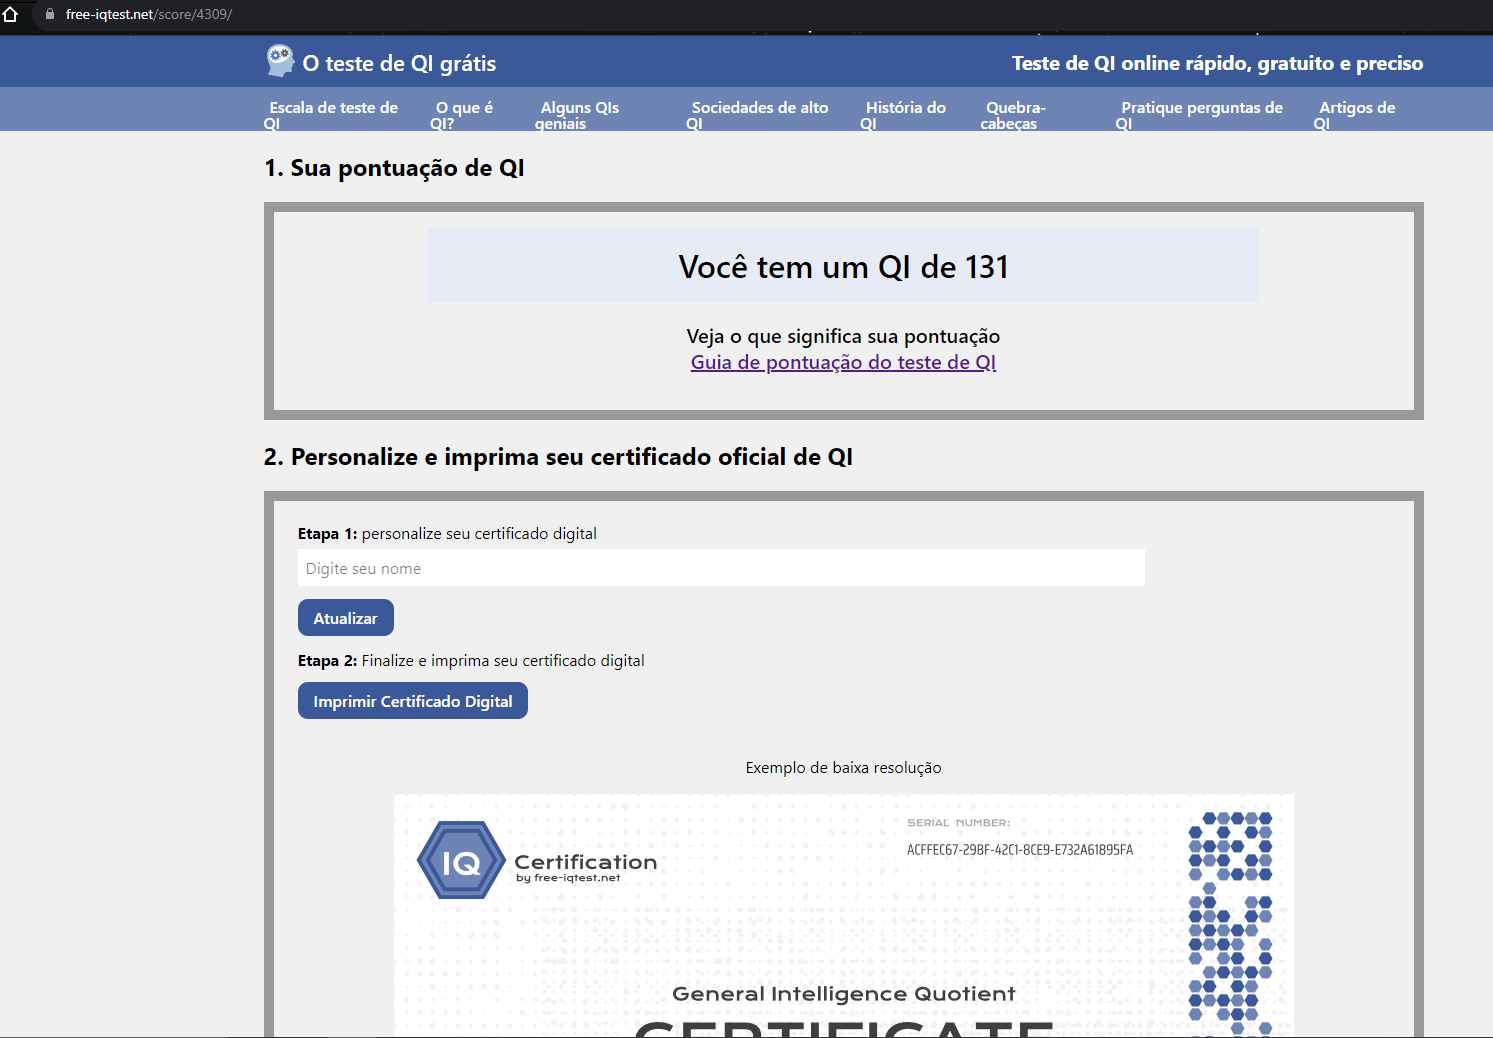 free-iqtest.net/score/4309/
O teste de QI grátis
Teste de QI online rápido, gratuito e preciso
Escala de teste de QI
O que é QI?
Alguns QIs geniais
Sociedades de alto QI
História do QI
Quebra-cabeças
Pratique perguntas de QI
Artigos de QI
1. Sua pontuação de QI
Você tem um QI de 131
Veja o que significa sua pontuação
Guia de pontuação do teste de QI
2. Personalize e imprima seu certificado oficial de QI
Etapa 1: personalize seu certificado digital
Digite seu nome
Atualizar
Etapa 2: Finalize e imprima seu certificado digital
Imprimir Certificado Digital
Exemplo de baixa resolução
IQ
Certification
by free-iqtest.net
SERIAL NUMBER:
ACFFEC67-29BF-42C1-8CE9-E732A61895FA
General Intelligence Quotient
CERTIFICATE